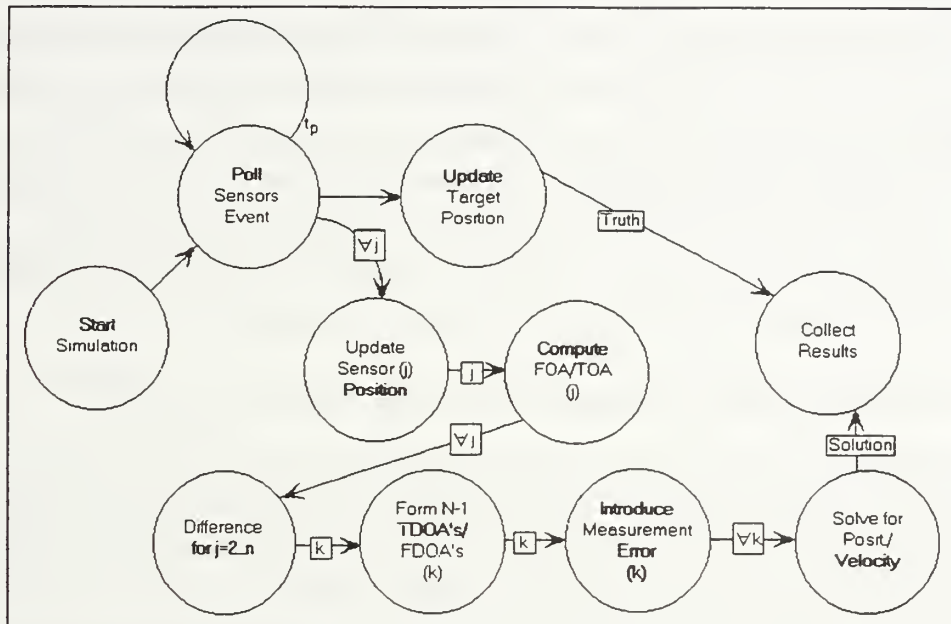 t_p
Poll
Sensors
Event
Update
Target
Position
Truth
∀j
Start
Simulation
Update
Sensor (j)
Position
j
Compute
FOA/TOA
(j)
Collect
Results
∀j
Solution
Difference
for j=2..n
k
Form N-1
TDOA's/
FDOA's
(k)
k
Introduce
Measurement
Error
(k)
∀k
Solve for
Posit./
Velocity